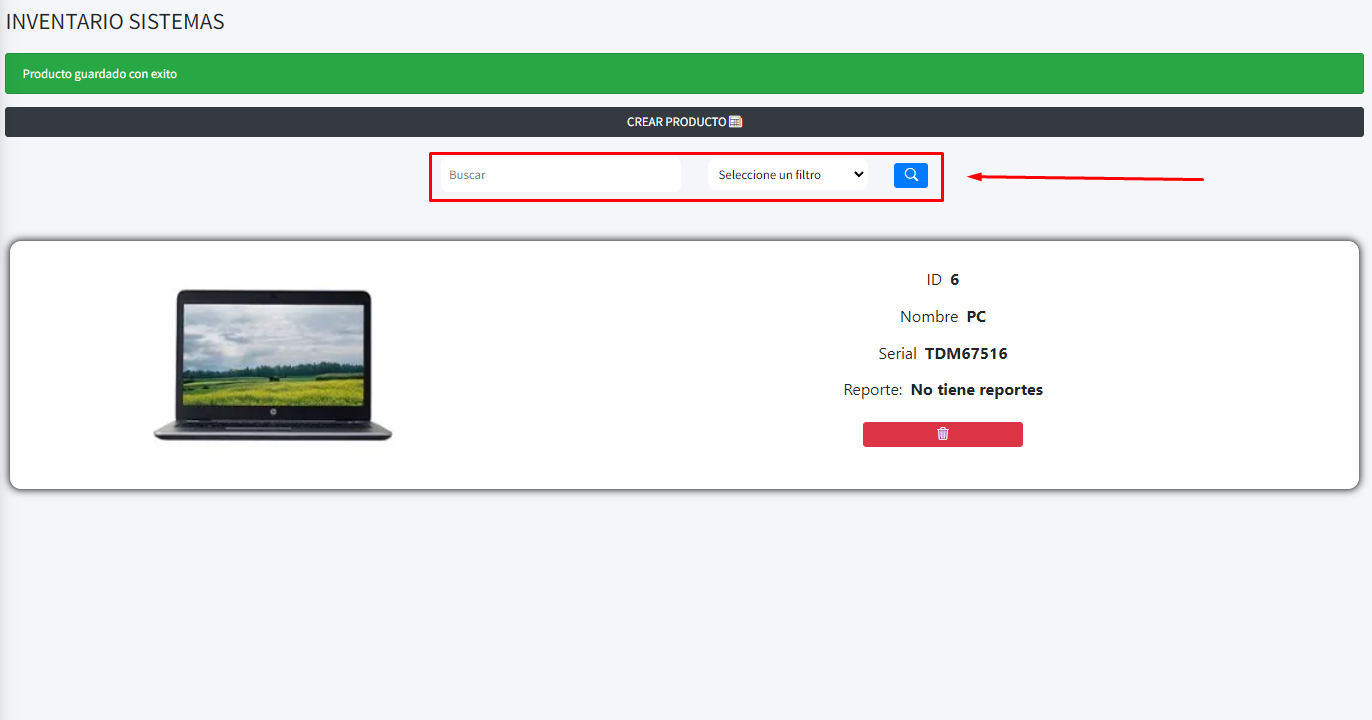 INVENTARIO SISTEMAS
Producto guardado con exito
CREAR PRODUCTO
Buscar
Seleccione un filtro
ID 6
Nombre PC
Serial TDM67516
Reporte: No tiene reportes